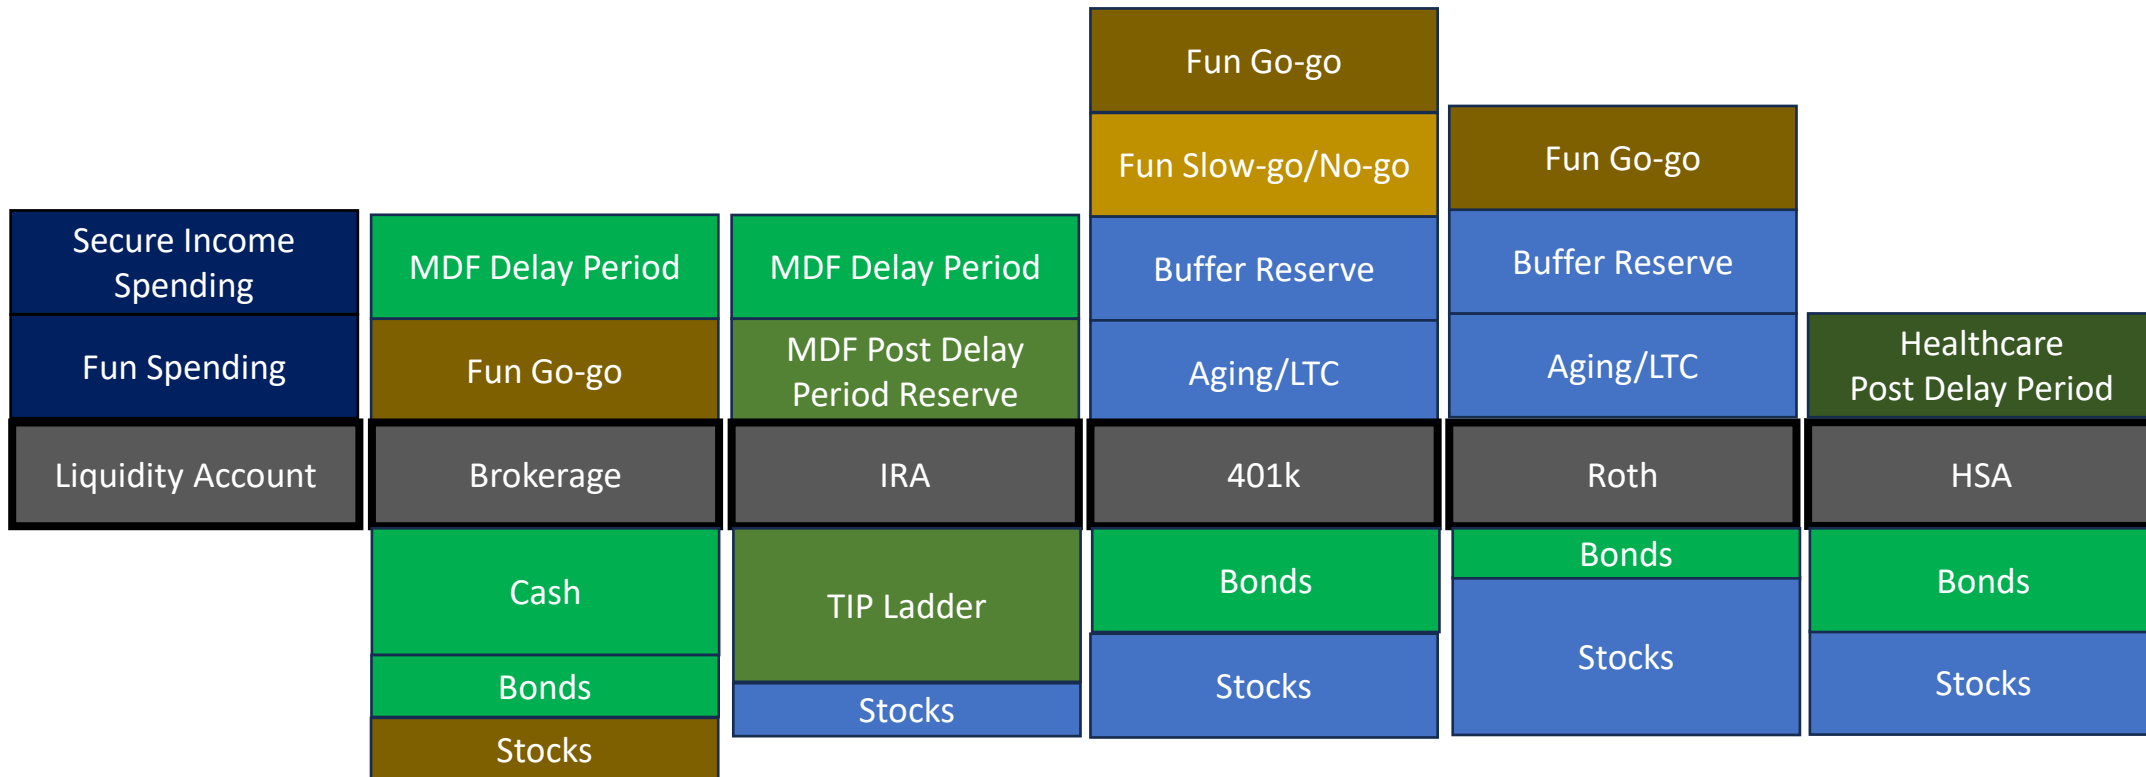 Fun Go-go
Fun Slow-go/No-go
Fun Go-go
Secure Income
Spending
MDF Delay Period
MDF Delay Period
Buffer Reserve
Buffer Reserve
Fun Spending
Fun Go-go
MDF Post Delay
Period Reserve
Aging/LTC
Aging/LTC
Healthcare
Post Delay Period
Liquidity Account
Brokerage
IRA
401k
Roth
HSA
Cash
TIP Ladder
Bonds
Bonds
Bonds
Bonds
Stocks
Stocks
Stocks
Stocks
Stocks